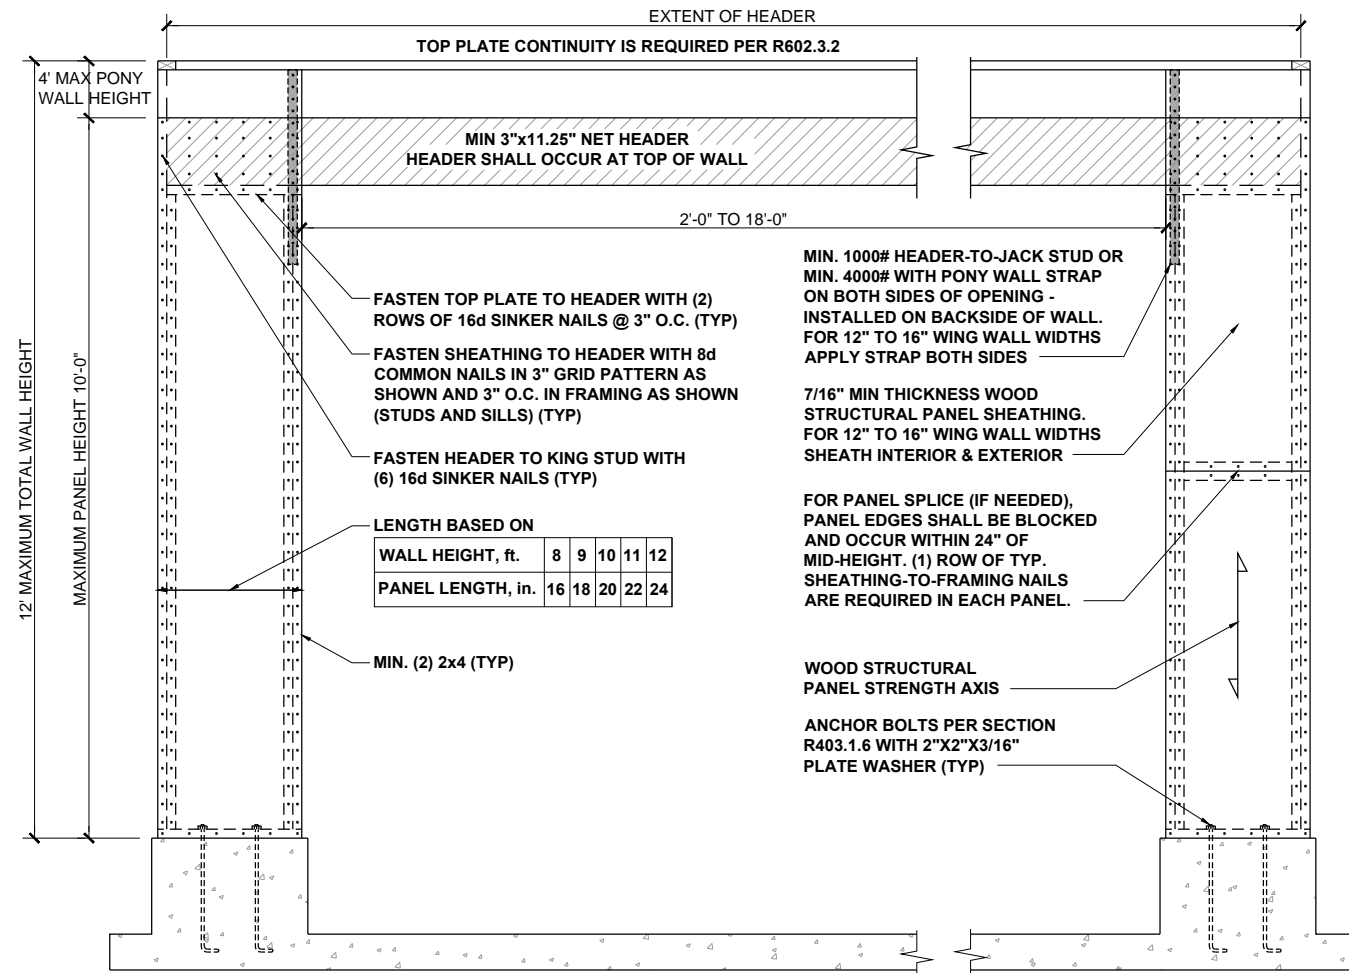 EXTENT OF HEADER
TOP PLATE CONTINUITY IS REQUIRED PER R602.3.2
4' MAX PONY
WALL HEIGHT
MIN 3"x11.25" NET HEADER
HEADER SHALL OCCUR AT TOP OF WALL
2'-0" TO 18'-0"
12' MAXIMUM TOTAL WALL HEIGHT
MAXIMUM PANEL HEIGHT 10'-0"
FASTEN TOP PLATE TO HEADER WITH (2)
ROWS OF 16d SINKER NAILS @ 3" O.C. (TYP)
FASTEN SHEATHING TO HEADER WITH 8d
COMMON NAILS IN 3" GRID PATTERN AS
SHOWN AND 3" O.C. IN FRAMING AS SHOWN
(STUDS AND SILLS) (TYP)
FASTEN HEADER TO KING STUD WITH
(6) 16d SINKER NAILS (TYP)
LENGTH BASED ON
WALL HEIGHT, ft. 8 9 10 11 12
PANEL LENGTH, in. 16 18 20 22 24
MIN. (2) 2x4 (TYP)
MIN. 1000# HEADER-TO-JACK STUD OR
MIN. 4000# WITH PONY WALL STRAP
ON BOTH SIDES OF OPENING -
INSTALLED ON BACKSIDE OF WALL.
FOR 12" TO 16" WING WALL WIDTHS
APPLY STRAP BOTH SIDES
7/16" MIN THICKNESS WOOD
STRUCTURAL PANEL SHEATHING.
FOR 12" TO 16" WING WALL WIDTHS
SHEATH INTERIOR & EXTERIOR
FOR PANEL SPLICE (IF NEEDED),
PANEL EDGES SHALL BE BLOCKED
AND OCCUR WITHIN 24" OF
MID-HEIGHT. (1) ROW OF TYP.
SHEATHING-TO-FRAMING NAILS
ARE REQUIRED IN EACH PANEL.
WOOD STRUCTURAL
PANEL STRENGTH AXIS
ANCHOR BOLTS PER SECTION
R403.1.6 WITH 2"X2"X3/16"
PLATE WASHER (TYP)